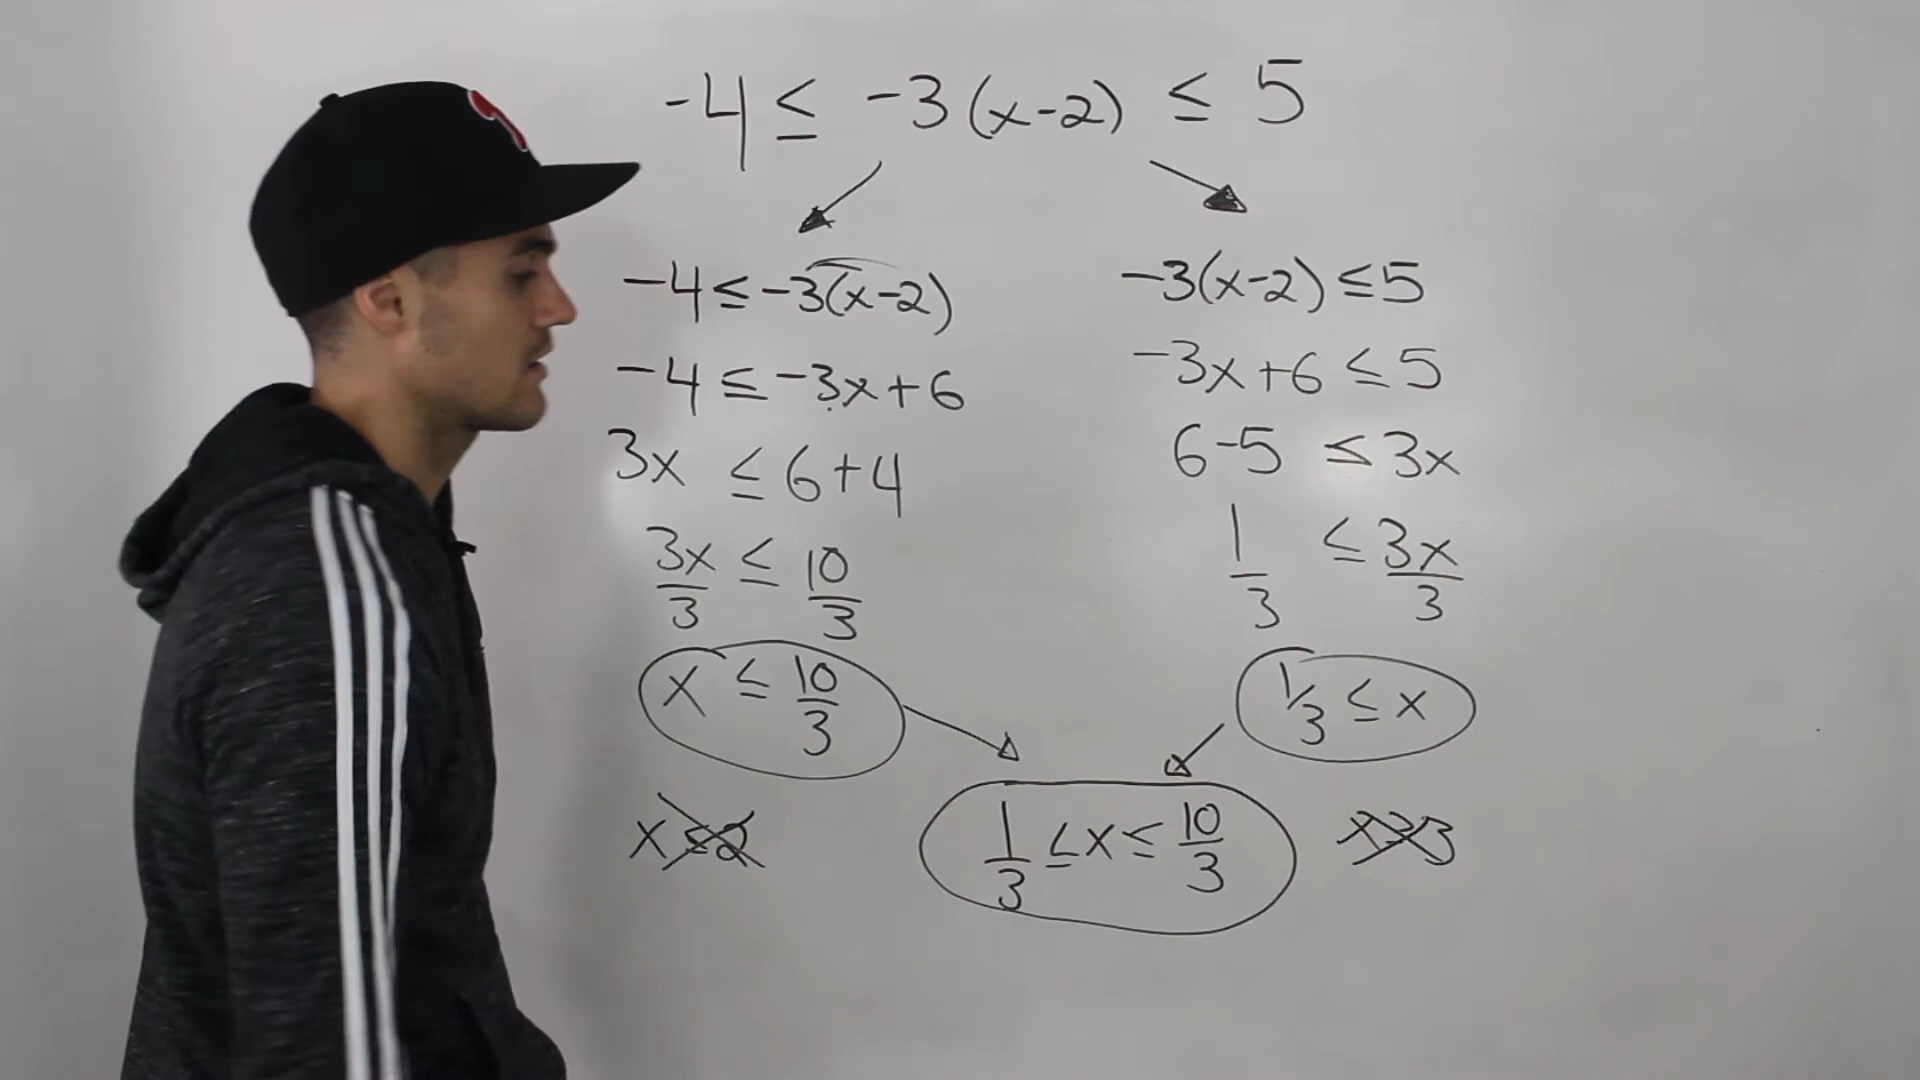 -4 ≤ -3(x-2) ≤ 5
-4 ≤ -3(x-2)
-4 ≤ -3x+6
3x ≤ 6+4
3x/3 ≤ 10/3
x ≤ 10/3
-3(x-2) ≤ 5
-3x+6 ≤ 5
6-5 ≤ 3x
1/3 ≤ 3x/3
1/3 ≤ x
1/3 ≤ x ≤ 10/3
x ≤ 2